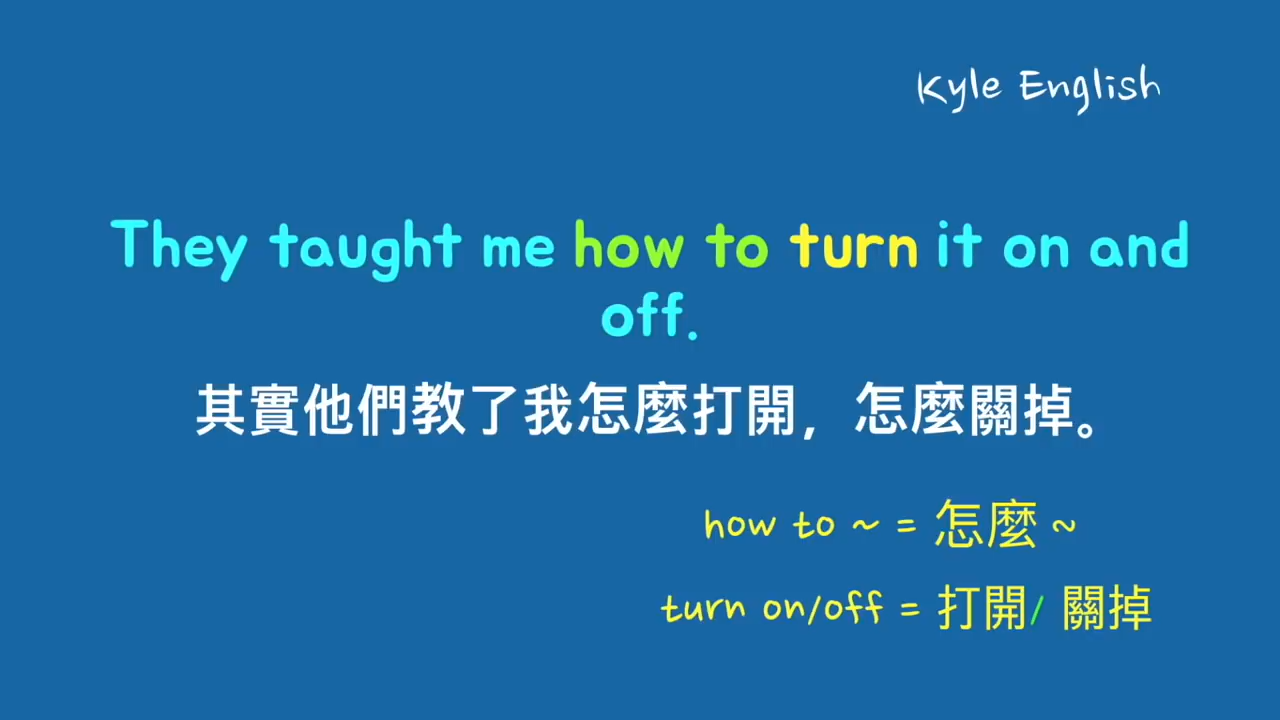 Kyle English
They taught me how to turn it on and
off.
其實他們教了我怎麼打開，怎麼關掉。
how to ~ = 怎麼 ~
turn on/off = 打開/ 關掉